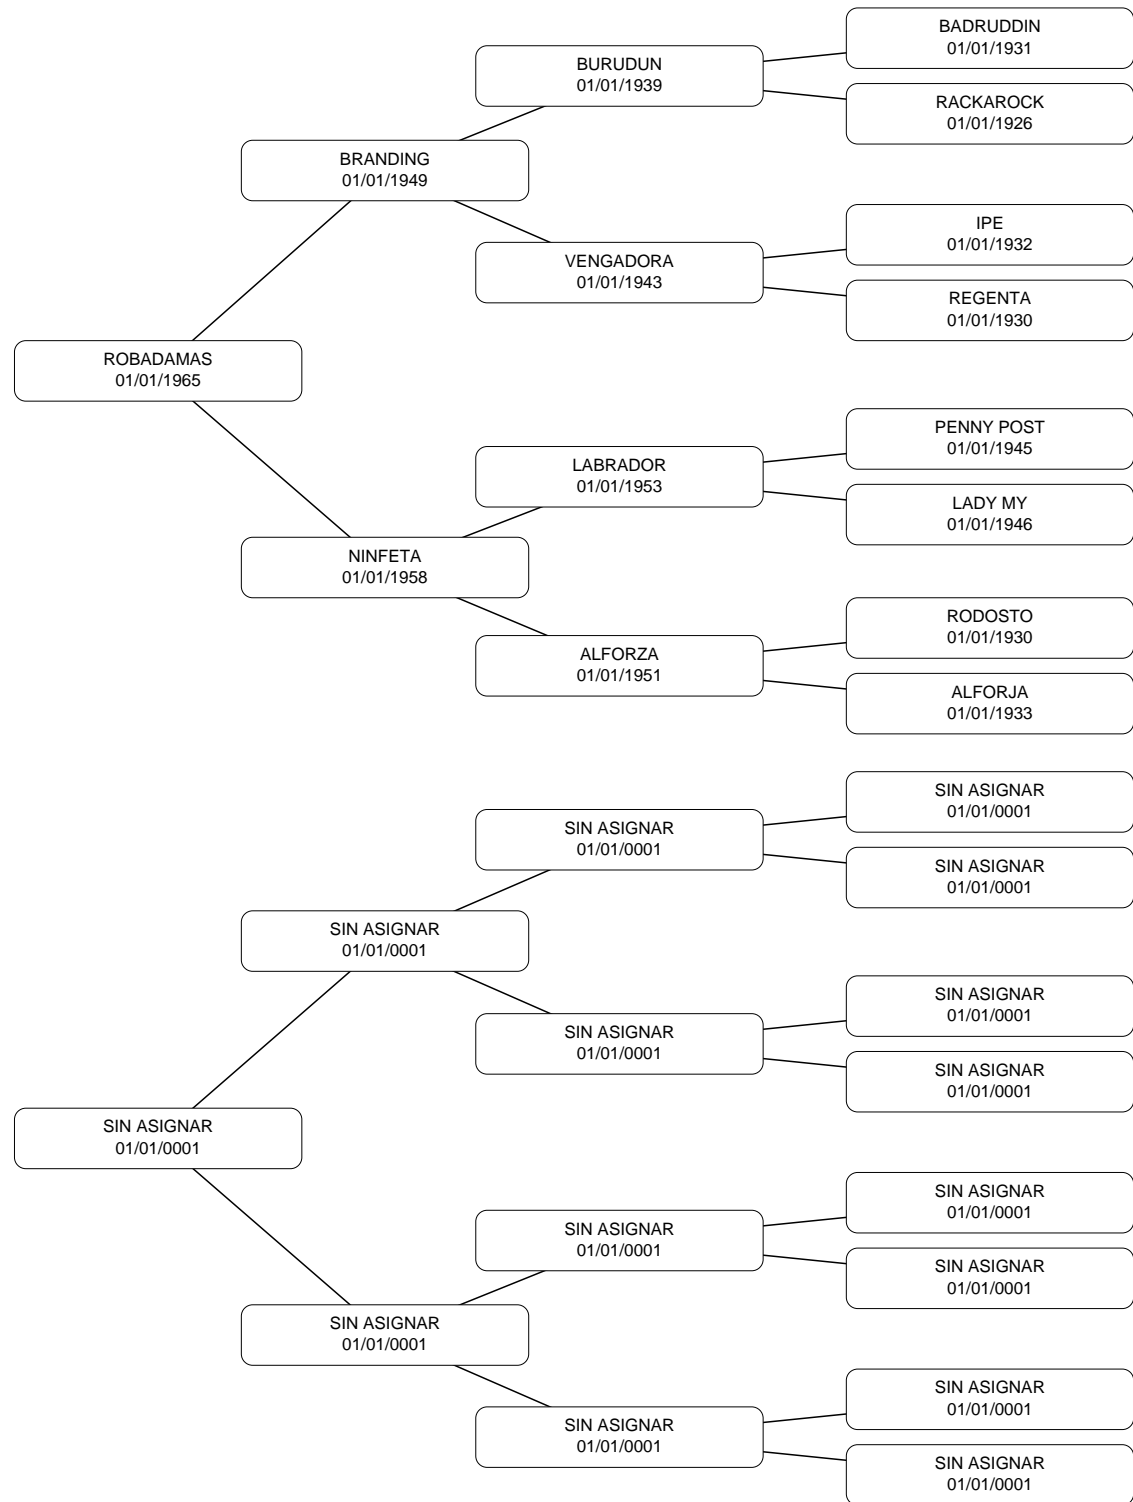 BADRUDDIN
01/01/1931
BURUDUN
01/01/1939
RACKAROCK
01/01/1926
BRANDING
01/01/1949
IPE
01/01/1932
VENGADORA
01/01/1943
REGENTA
01/01/1930
ROBADAMAS
01/01/1965
PENNY POST
01/01/1945
LABRADOR
01/01/1953
LADY MY
01/01/1946
NINFETA
01/01/1958
RODOSTO
01/01/1930
ALFORZA
01/01/1951
ALFORJA
01/01/1933
SIN ASIGNAR
01/01/0001
SIN ASIGNAR
01/01/0001
SIN ASIGNAR
01/01/0001
SIN ASIGNAR
01/01/0001
SIN ASIGNAR
01/01/0001
SIN ASIGNAR
01/01/0001
SIN ASIGNAR
01/01/0001
SIN ASIGNAR
01/01/0001
SIN ASIGNAR
01/01/0001
SIN ASIGNAR
01/01/0001
SIN ASIGNAR
01/01/0001
SIN ASIGNAR
01/01/0001
SIN ASIGNAR
01/01/0001
SIN ASIGNAR
01/01/0001
SIN ASIGNAR
01/01/0001